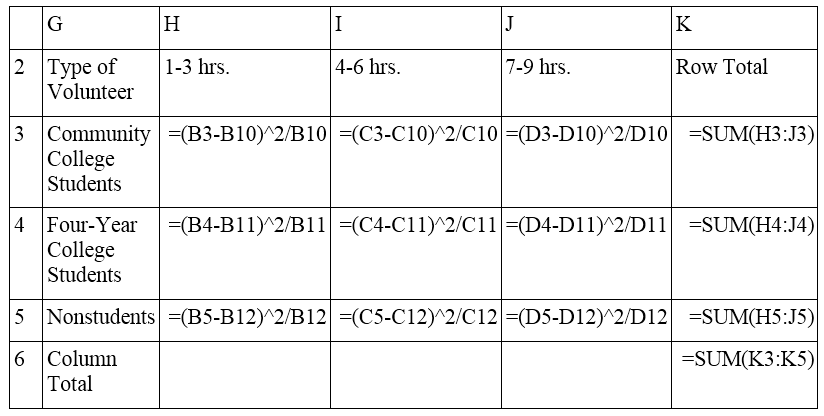 G H I J K
2 Type of Volunteer 1-3 hrs. 4-6 hrs. 7-9 hrs. Row Total
3 Community College Students =(B3-B10)^2/B10 =(C3-C10)^2/C10 =(D3-D10)^2/D10 =SUM(H3:J3)
4 Four-Year College Students =(B4-B11)^2/B11 =(C4-C11)^2/C11 =(D4-D11)^2/D11 =SUM(H4:J4)
5 Nonstudents =(B5-B12)^2/B12 =(C5-C12)^2/C12 =(D5-D12)^2/D12 =SUM(H5:J5)
6 Column Total =SUM(K3:K5)